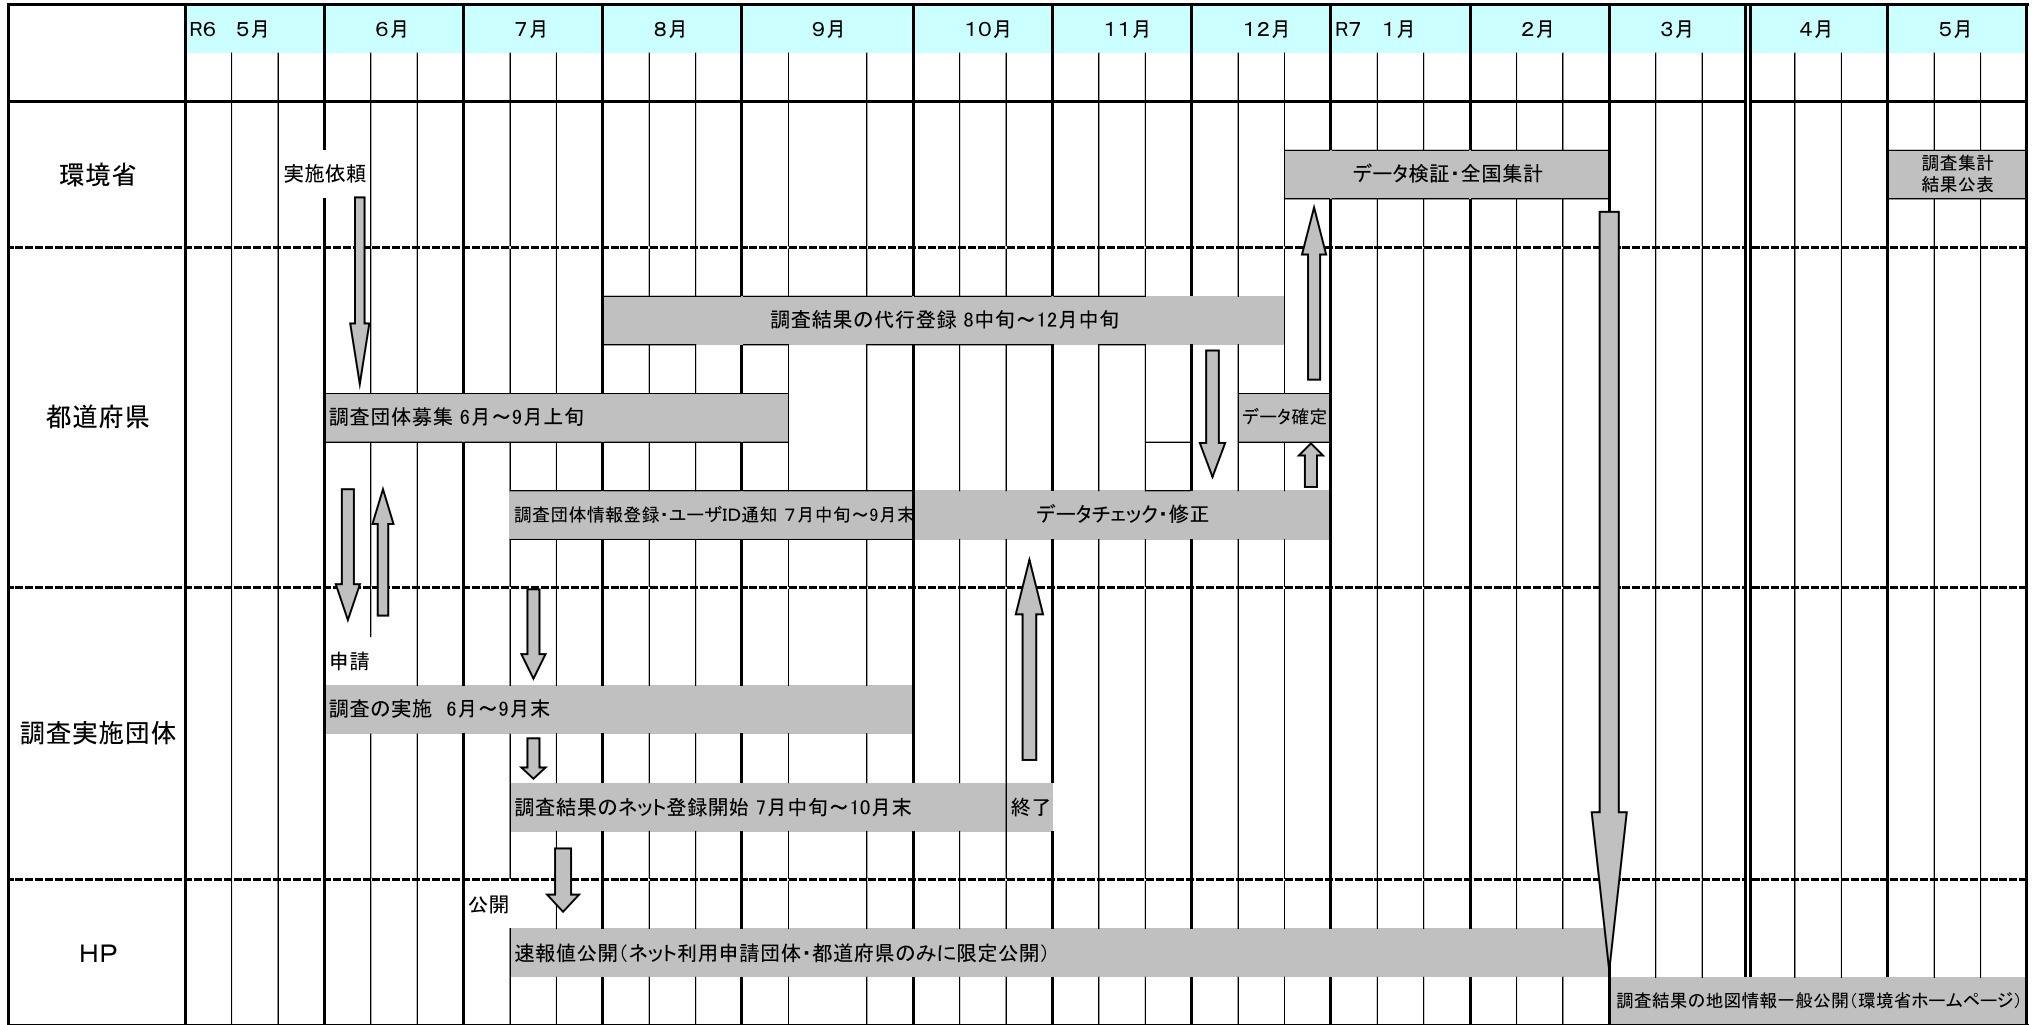 R6　5月
6月
7月
8月
9月
10月
11月
12月
R7　1月
2月
3月
4月
5月
環境省
実施依頼
データ検証・全国集計
調査集計
結果公表
都道府県
調査結果の代行登録 8中旬～12月中旬
調査団体募集 6月～9月上旬
データ確定
調査団体情報登録・ユーザID通知 7月中旬～9月末
データチェック・修正
調査実施団体
申請
調査の実施　6月～9月末
調査結果のネット登録開始 7月中旬～10月末
終了
HP
公開
速報値公開（ネット利用申請団体・都道府県のみに限定公開）
調査結果の地図情報一般公開（環境省ホームページ）